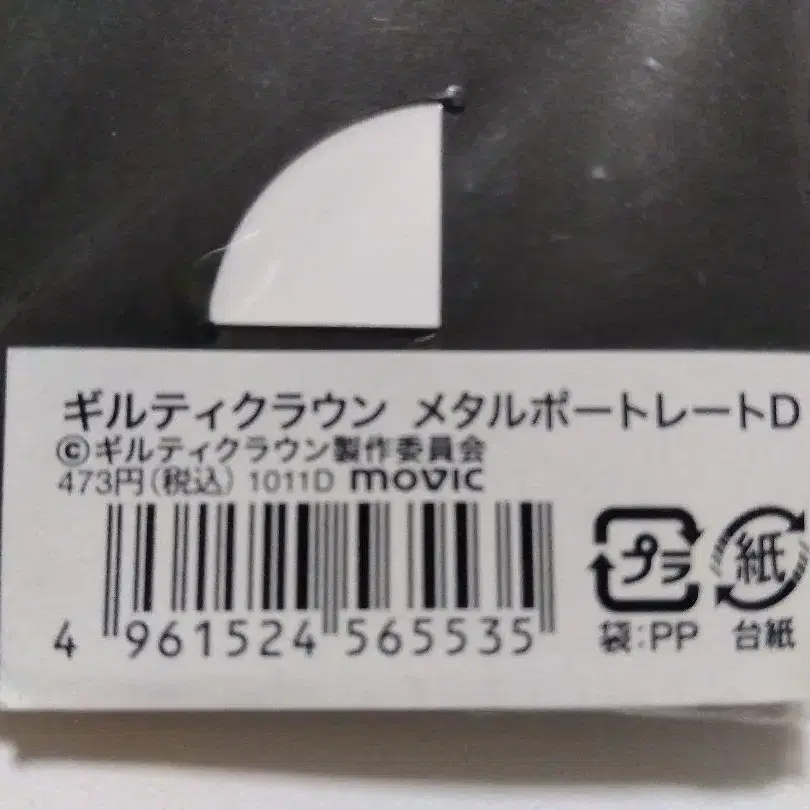 ギルティクラウン メタルポートレートD
©ギルティクラウン製作委員会
473円(税込) 1011D movic
4 961524 565535
プラ 紙
袋:PP 台紙